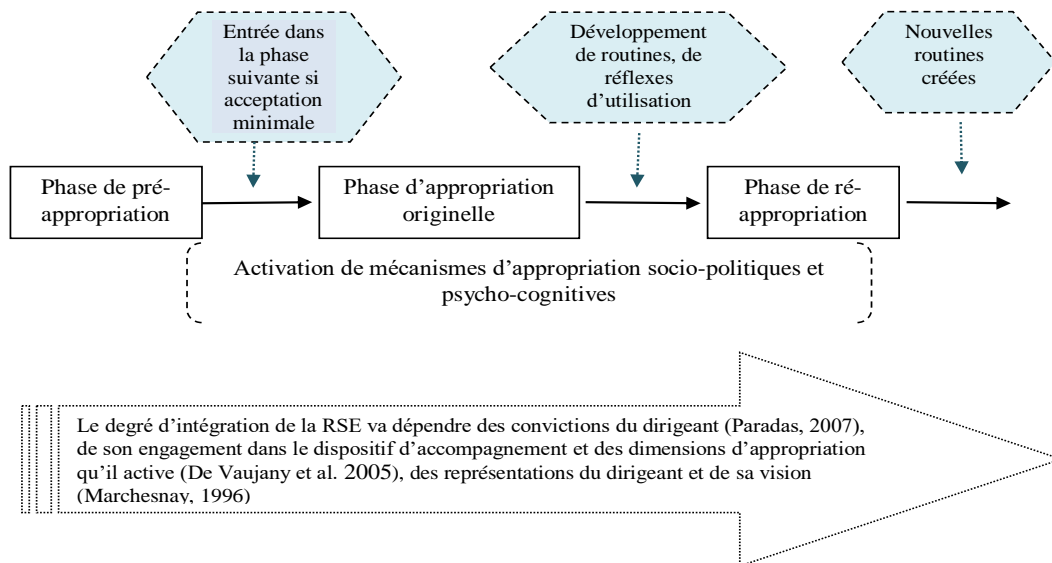 Entrée dans
la phase
suivante si
acceptation
minimale
Développement
de routines, de
réflexes
d’utilisation
Nouvelles
routines
créées
Phase de pré-
appropriation
Phase d’appropriation
originelle
Phase de ré-
appropriation
Activation de mécanismes d’appropriation socio-politiques et
psycho-cognitives
Le degré d’intégration de la RSE va dépendre des convictions du dirigeant (Paradas, 2007),
de son engagement dans le dispositif d’accompagnement et des dimensions d’appropriation
qu’il active (De Vaujany et al. 2005), des représentations du dirigeant et de sa vision
(Marchesnay, 1996)